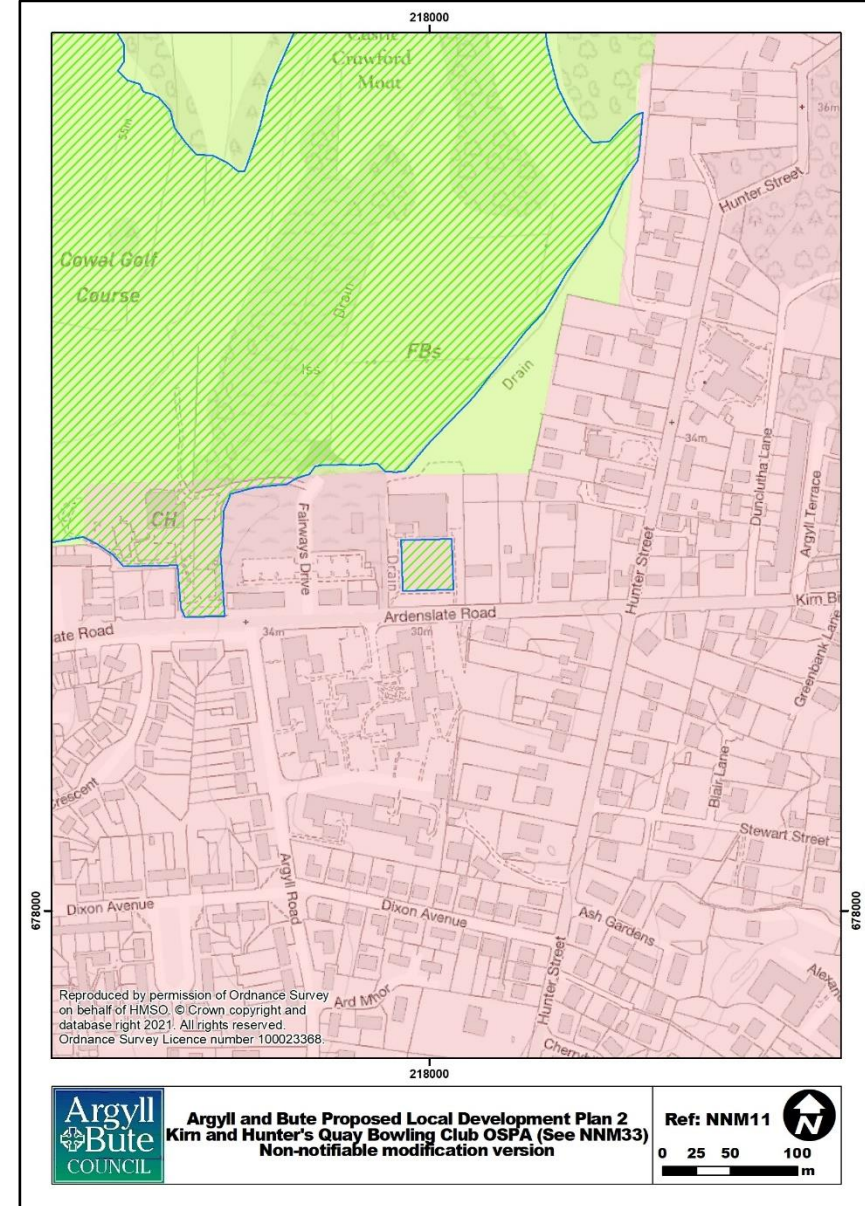 218000
Castle
Crawford
Moat
36m
55m
Hunter Street
Cowal Golf
Course
Drain
FBs
Iss
Drain
34m
Dunclutha Lane
Argyll Terrace
CH
Fairways Drive
Drain
Hunter Street
Kirn
Ardenslate Road
ate Road
34m
30m
Greenbank Lane
Blair Lane
rescent
Stewart Street
Argyll Road
678000
678000
Dixon Avenue
Dixon Avenue
Ash Gardens
Hunter Street
Ard Mhor
Reproduced by permission of Ordnance Survey
on behalf of HMSO. © Crown copyright and
database right 2021. All rights reserved.
Ordnance Survey Licence number 100023368.
218000
Argyll
&Bute
COUNCIL
Argyll and Bute Proposed Local Development Plan 2
Kirn and Hunter's Quay Bowling Club OSPA (See NNM33)
Non-notifiable modification version
Ref: NNM11
N
0 25 50 100
m